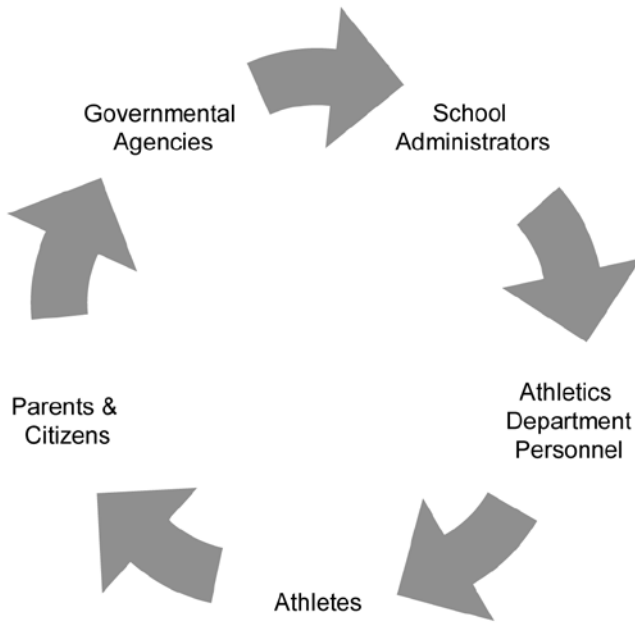 Governmental
Agencies
School
Administrators
Athletics
Department
Personnel
Athletes
Parents &
Citizens